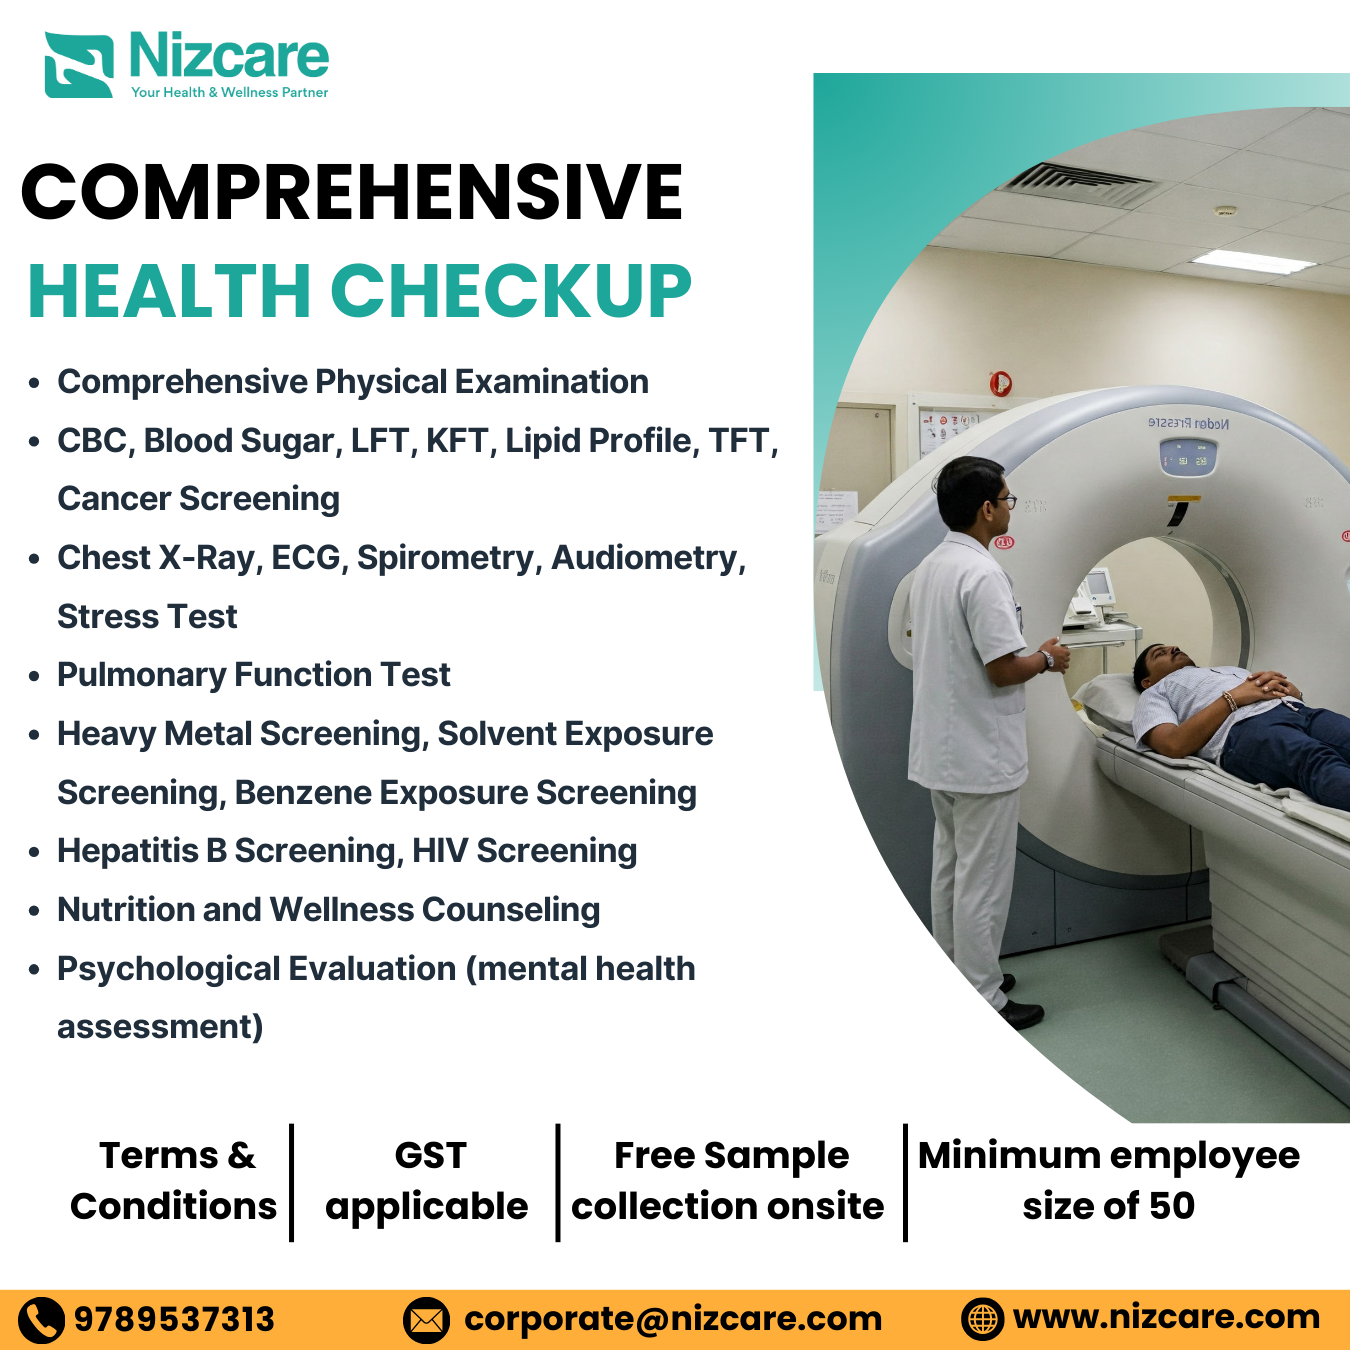 Nizcare
Your Health & Wellness Partner
COMPREHENSIVE
HEALTH CHECKUP
• Comprehensive Physical Examination
• CBC, Blood Sugar, LFT, KFT, Lipid Profile, TFT,
Cancer Screening
• Chest X-Ray, ECG, Spirometry, Audiometry,
Stress Test
• Pulmonary Function Test
• Heavy Metal Screening, Solvent Exposure
Screening, Benzene Exposure Screening
• Hepatitis B Screening, HIV Screening
• Nutrition and Wellness Counseling
• Psychological Evaluation (mental health
assessment)
Terms &
Conditions
GST
applicable
Free Sample
collection onsite
Minimum employee
size of 50
9789537313
corporate@nizcare.com
www.nizcare.com